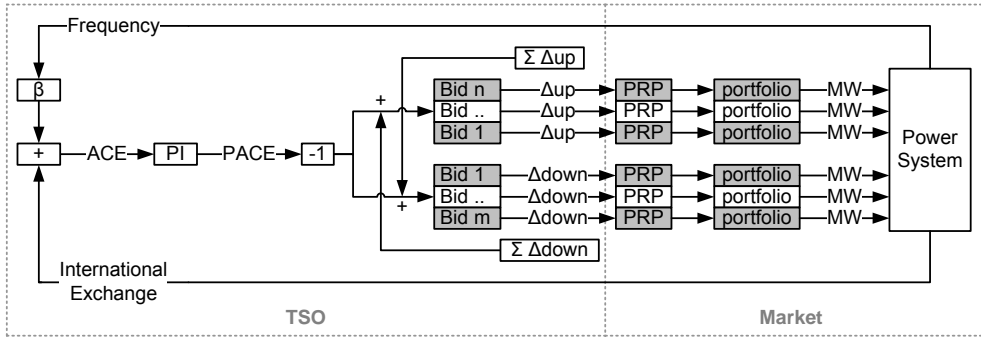 Frequency
β
+
ACE
PI
PACE
-1
+
+
Σ Δup
Bid n
Δup
PRP
portfolio
MW
Bid ..
Δup
PRP
portfolio
MW
Bid 1
Δup
PRP
portfolio
MW
Bid 1
Δdown
PRP
portfolio
MW
Bid ..
Δdown
PRP
portfolio
MW
Bid m
Δdown
PRP
portfolio
MW
Σ Δdown
Power
System
International
Exchange
TSO
Market